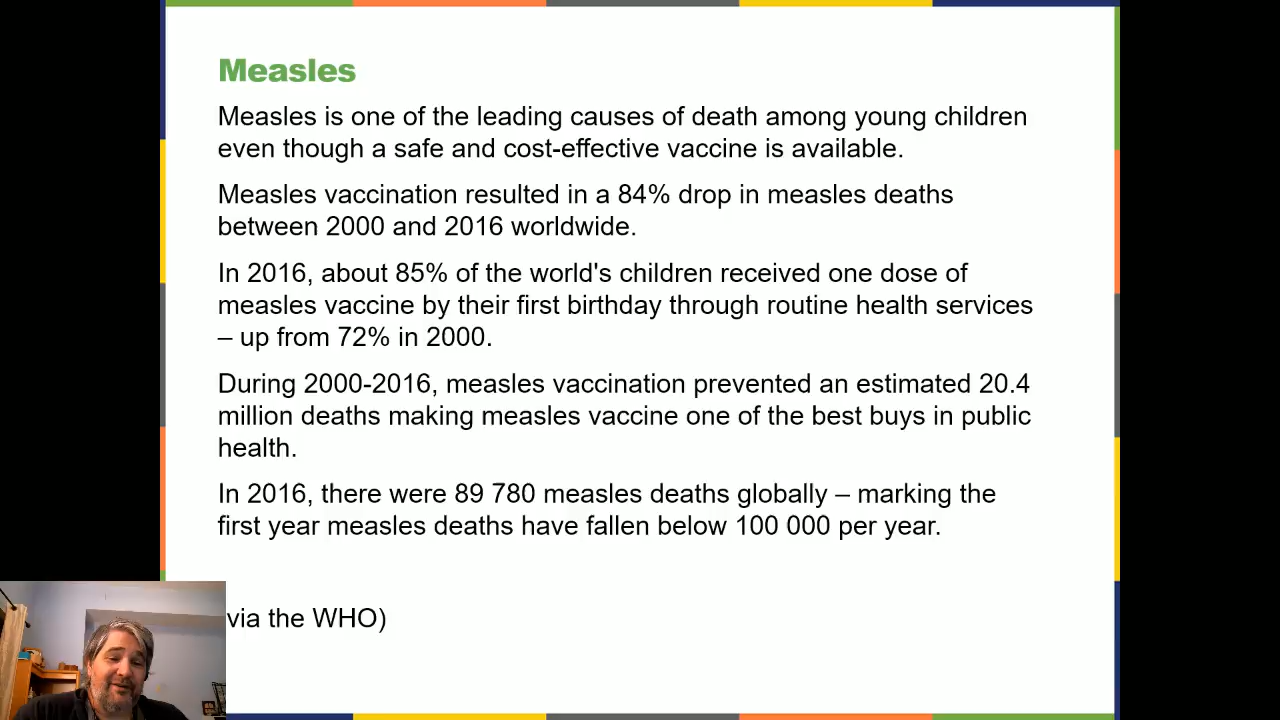 Measles
Measles is one of the leading causes of death among young children
even though a safe and cost-effective vaccine is available.
Measles vaccination resulted in a 84% drop in measles deaths
between 2000 and 2016 worldwide.
In 2016, about 85% of the world's children received one dose of
measles vaccine by their first birthday through routine health services
– up from 72% in 2000.
During 2000-2016, measles vaccination prevented an estimated 20.4
million deaths making measles vaccine one of the best buys in public
health.
In 2016, there were 89 780 measles deaths globally – marking the
first year measles deaths have fallen below 100 000 per year.
via the WHO)